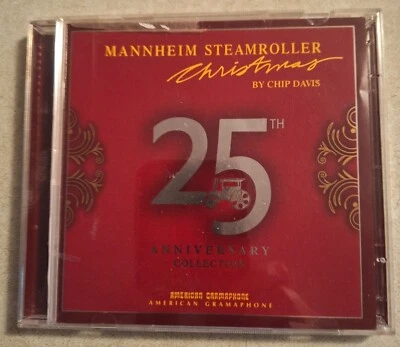 MANNHEIM STEAMROLLER
Christmas
BY CHIP DAVIS
25TH
ANNIVERSARY
COLLECTION
AMERICAN GRAMAPHONE
AMERICAN GRAMAPHONE